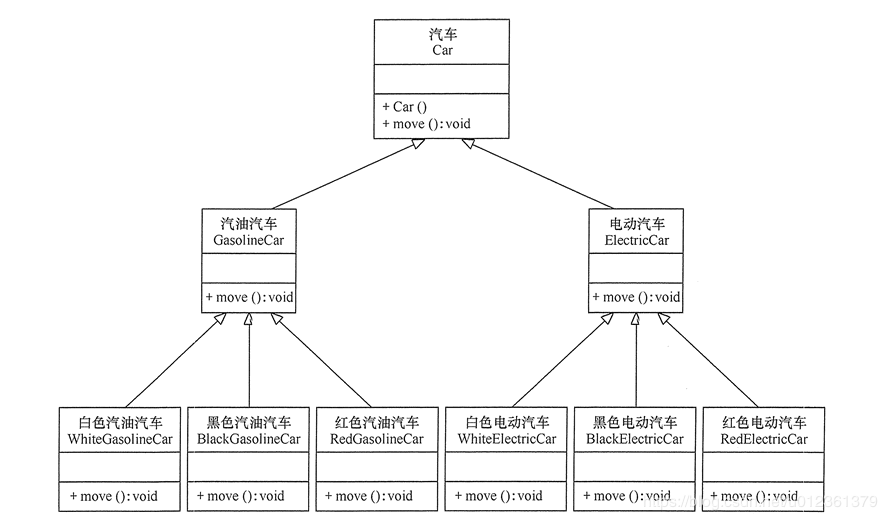 汽车
Car
+ Car ()
+ move (): void
汽油汽车
GasolineCar
+ move (): void
电动汽车
ElectricCar
+ move (): void
白色汽油汽车
WhiteGasolineCar
+ move (): void
黑色汽油汽车
BlackGasolineCar
+ move (): void
红色汽油汽车
RedGasolineCar
+ move (): void
白色电动汽车
WhiteElectricCar
+ move (): void
黑色电动汽车
BlackElectricCar
+ move (): void
红色电动汽车
RedElectricCar
+ move (): void